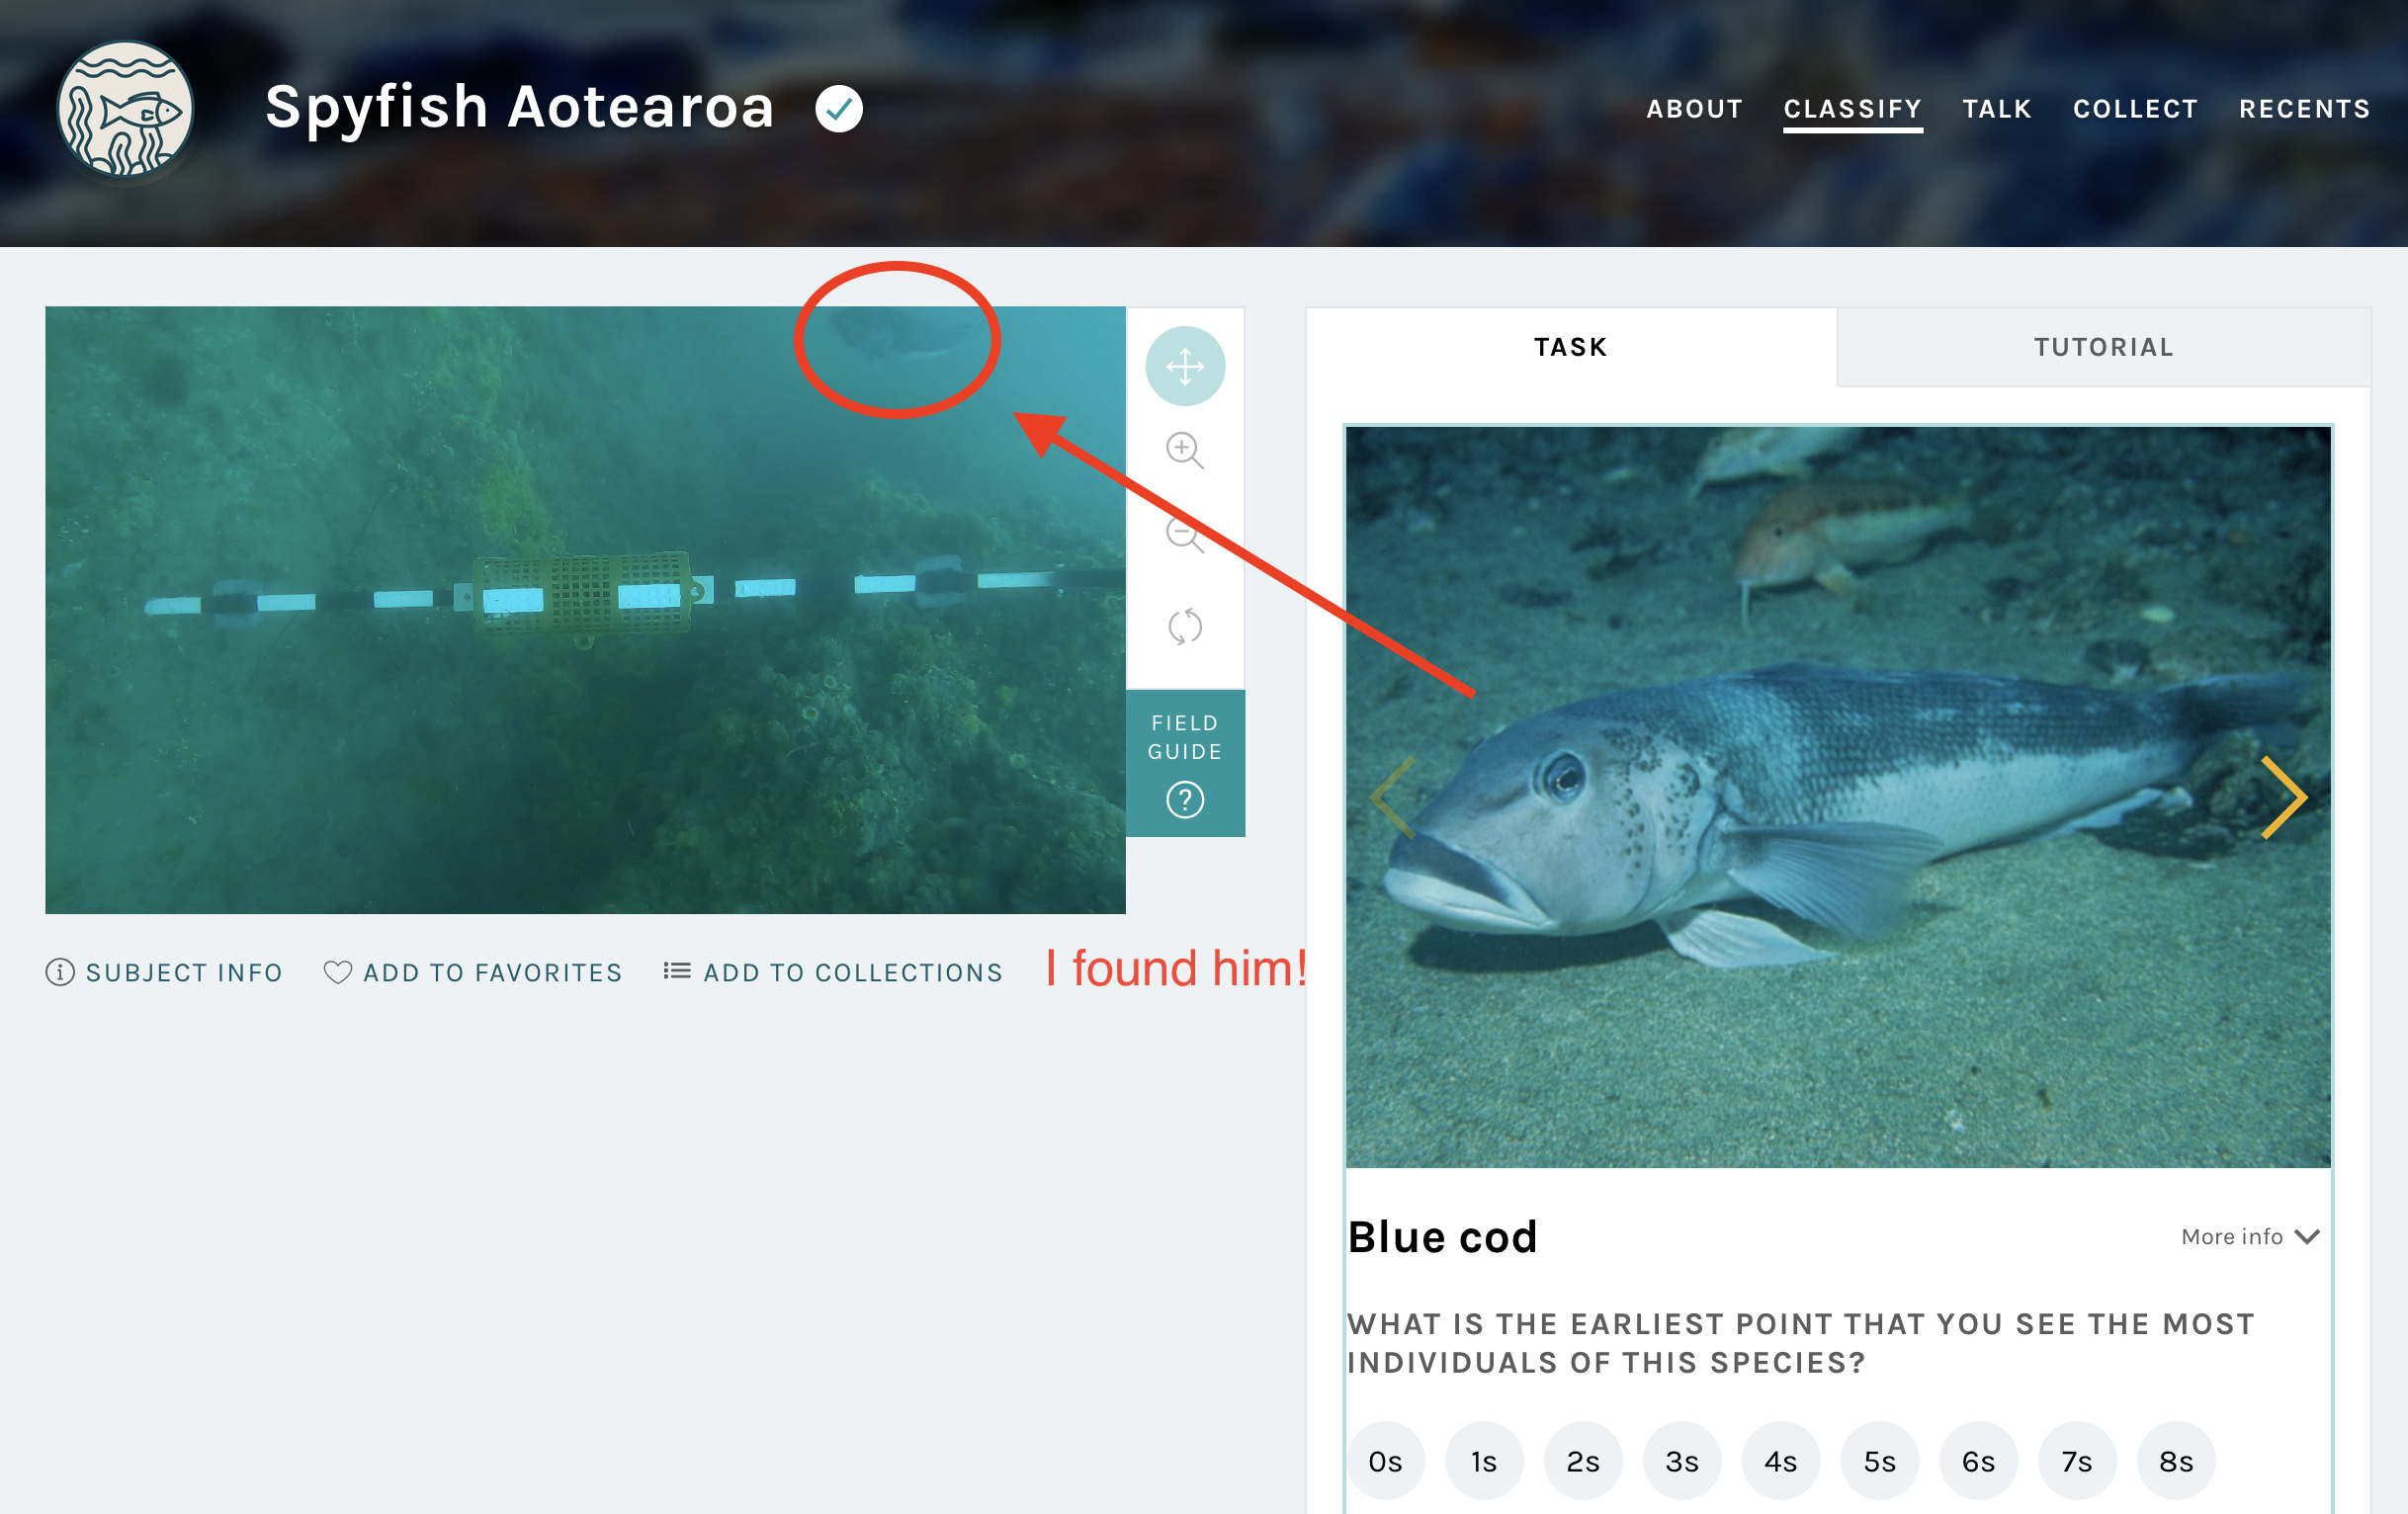 Spyfish Aotearoa
ABOUT CLASSIFY TALK COLLECT RECENTS
FIELD
GUIDE
?
SUBJECT INFO ADD TO FAVORITES ADD TO COLLECTIONS
I found him!
TASK TUTORIAL
Blue cod
More info
WHAT IS THE EARLIEST POINT THAT YOU SEE THE MOST
INDIVIDUALS OF THIS SPECIES?
0s 1s 2s 3s 4s 5s 6s 7s 8s